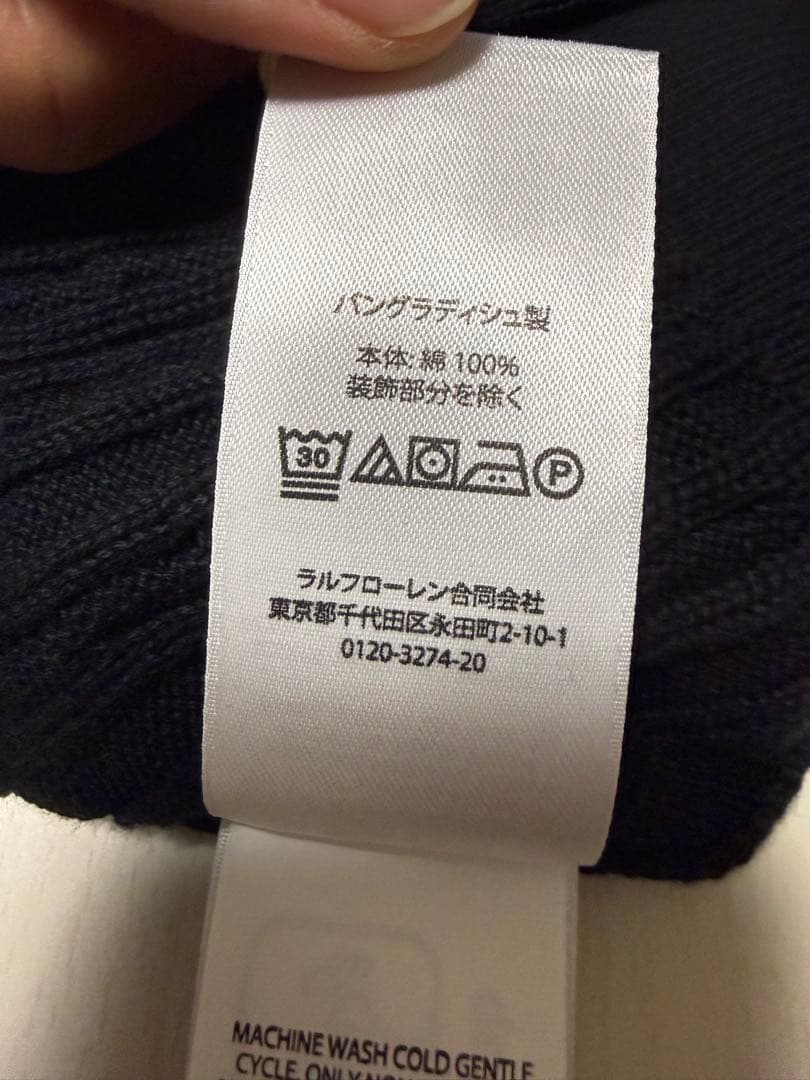 バングラディシュ製
本体: 綿 100%
装飾部分を除く
30 P
ラルフローレン合同会社
東京都千代田区永田町2-10-1
0120-3274-20
MACHINE WASH COLD GENTLE
CYCLE. ONLY